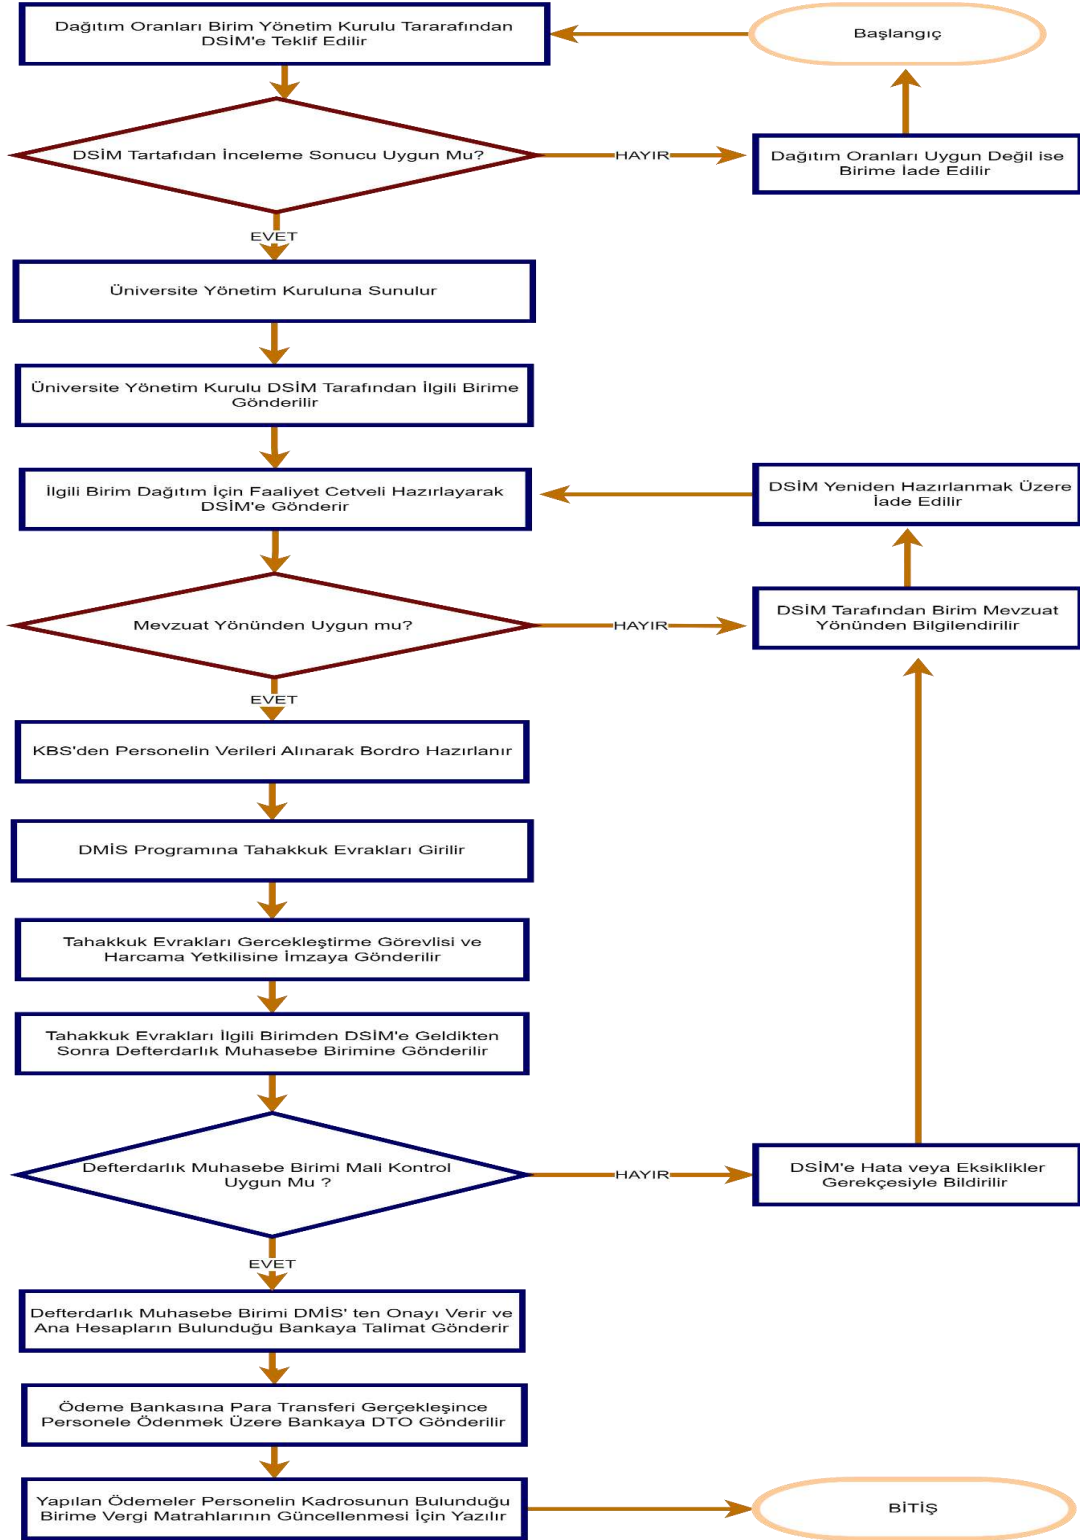 Başlangıç
Dağıtım Oranları Birim Yönetim Kurulu Tararafından
DSİM'e Teklif Edilir
DSİM Tartafıdan İnceleme Sonucu Uygun Mu?
HAYIR
Dağıtım Oranları Uygun Değil ise
Birime İade Edilir
EVET
Üniversite Yönetim Kuruluna Sunulur
Üniversite Yönetim Kurulu DSİM Tarafından İlgili Birime
Gönderilir
İlgili Birim Dağıtım İçin Faaliyet Cetveli Hazırlayarak
DSİM'e Gönderir
DSİM Yeniden Hazırlanmak Üzere
İade Edilir
Mevzuat Yönünden Uygun mu?
HAYIR
DSİM Tarafından Birim Mevzuat
Yönünden Bilgilendirilir
EVET
KBS'den Personelin Verileri Alınarak Bordro Hazırlanır
DMİS Programına Tahakkuk Evrakları Girilir
Tahakkuk Evrakları Gercekleştirme Görevlisi ve
Harcama Yetkilisine İmzaya Gönderilir
Tahakkuk Evrakları İlgili Birimden DSİM'e Geldikten
Sonra Defterdarlık Muhasebe Birimine Gönderilir
Defterdarlık Muhasebe Birimi Mali Kontrol
Uygun Mu ?
HAYIR
DSİM'e Hata veya Eksiklikler
Gerekçesiyle Bildirilir
EVET
Defterdarlık Muhasebe Birimi DMİS' ten Onayı Verir ve
Ana Hesapların Bulunduğu Bankaya Talimat Gönderir
Ödeme Bankasına Para Transferi Gerçekleşince
Personele Ödenmek Üzere Bankaya DTO Gönderilir
Yapılan Ödemeler Personelin Kadrosunun Bulunduğu
Birime Vergi Matrahlarının Güncellenmesi İçin Yazılır
BİTİŞ